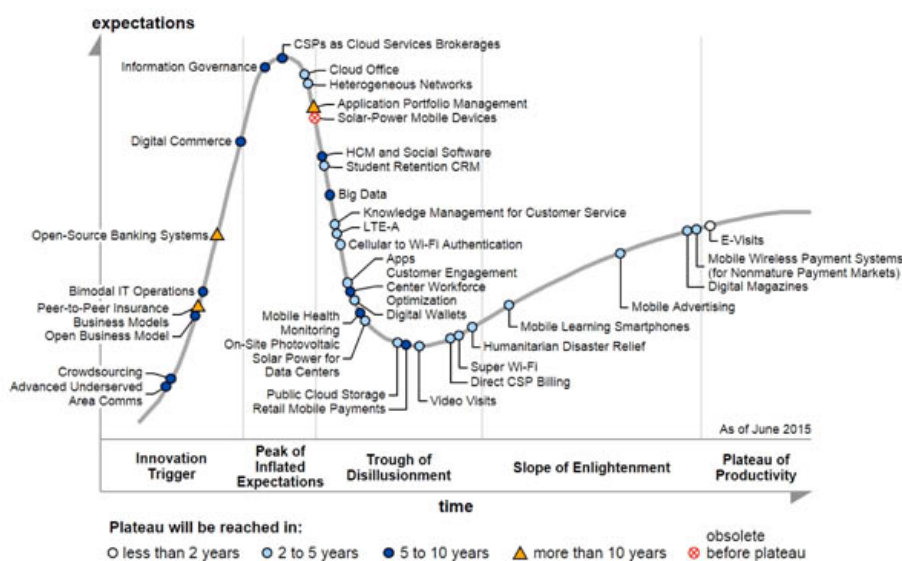 expectations
CSPs as Cloud Services Brokerages
Information Governance
Cloud Office
Heterogeneous Networks
Application Portfolio Management
Solar-Power Mobile Devices
Digital Commerce
HCM and Social Software
Student Retention CRM
Big Data
Knowledge Management for Customer Service
LTE-A
Open-Source Banking Systems
Cellular to Wi-Fi Authentication
Apps
Customer Engagement
Center Workforce
Optimization
Digital Wallets
Bimodal IT Operations
Peer-to-Peer Insurance
Business Models
Open Business Model
Mobile Health
Monitoring
On-Site Photovoltaic
Solar Power for
Data Centers
Crowdsourcing
Advanced Underserved
Area Comms
Public Cloud Storage
Retail Mobile Payments
Video Visits
Direct CSP Billing
Super Wi-Fi
Humanitarian Disaster Relief
Mobile Learning Smartphones
Mobile Advertising
E-Visits
Mobile Wireless Payment Systems
(for Nonmature Payment Markets)
Digital Magazines
As of June 2015
Innovation
Trigger
Peak of
Inflated
Expectations
Trough of
Disillusionment
Slope of Enlightenment
Plateau of
Productivity
time
Plateau will be reached in:
less than 2 years
2 to 5 years
5 to 10 years
more than 10 years
obsolete
before plateau